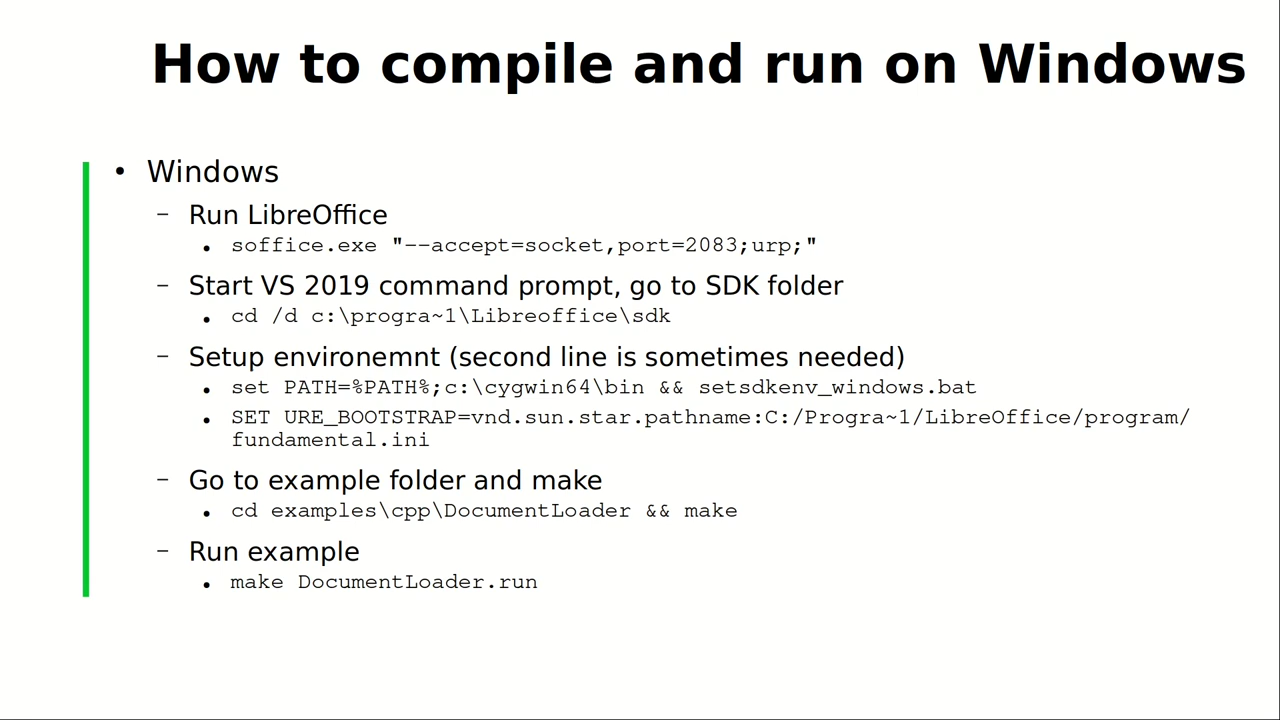 How to compile and run on Windows
• Windows
– Run LibreOffice
• soffice.exe "--accept=socket,port=2083;urp;"
– Start VS 2019 command prompt, go to SDK folder
• cd /d c:\progra~1\Libreoffice\sdk
– Setup environemnt (second line is sometimes needed)
• set PATH=%PATH%;c:\cygwin64\bin && setsdkenv_windows.bat
• SET URE_BOOTSTRAP=vnd.sun.star.pathname:C:/Progra~1/LibreOffice/program/
fundamental.ini
– Go to example folder and make
• cd examples\cpp\DocumentLoader && make
– Run example
• make DocumentLoader.run